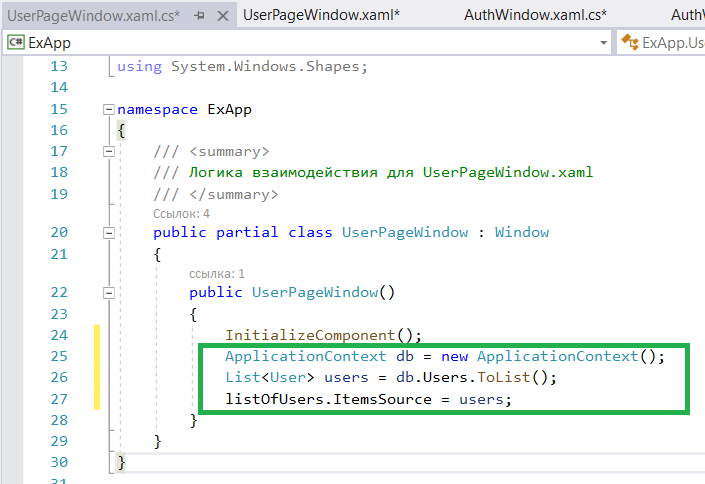 UserPageWindow.xaml.cs* UserPageWindow.xaml* AuthWindow.xaml.cs* AuthW
C# ExApp ExApp.Use
13 using System.Windows.Shapes;
14
15 namespace ExApp
16 {
17 /// <summary>
18 /// Логика взаимодействия для UserPageWindow.xaml
19 /// </summary>
Ссылок: 4
20 public partial class UserPageWindow : Window
21 {
ссылка: 1
22 public UserPageWindow()
23 {
24 InitializeComponent();
25 ApplicationContext db = new ApplicationContext();
26 List<User> users = db.Users.ToList();
27 listOfUsers.ItemsSource = users;
28 }
29 }
30 }
31